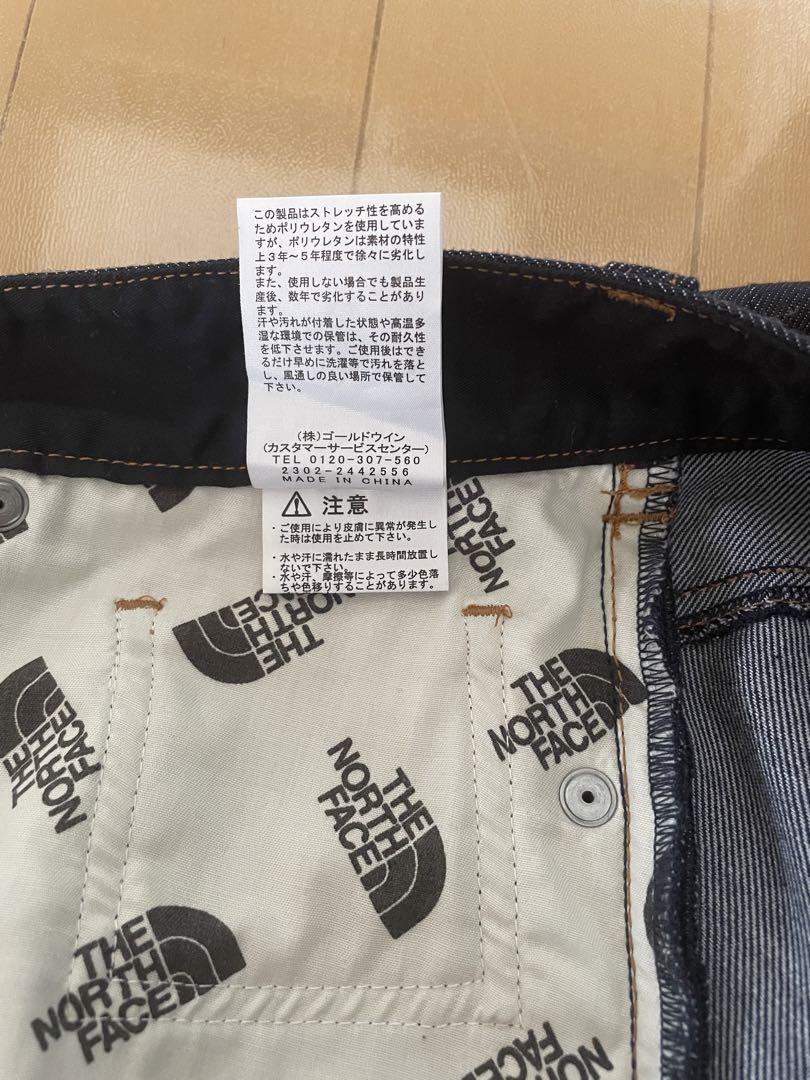 この製品はストレッチ性を高める
ためポリウレタンを使用していま
すが、ポリウレタンは素材の特性
上3年～5年程度で徐々に劣化し
ます。
また、使用しない場合でも製品生
産後、数年で劣化することがあり
ます。
汗や汚れが付着した状態や高温多
湿な環境での保管は、その耐久性
を低下させます。ご使用後はでき
るだけ早めに洗濯等で汚れを落と
し、風通しの良い場所で保管して
下さい。
(株)ゴールドウイン
(カスタマーサービスセンター)
TEL 0120-307-560
2302-2442556
MADE IN CHINA
⚠ 注意
・ご使用により皮膚に異常が発生し
た時は使用を止めて下さい。
・水や汗に濡れたまま長時間放置し
ないで下さい。
・水や汗、摩擦等によって多少色落
ちや色移りすることがあります。
NORTH
FACE
THE
NORTH
FACE
THE
NORTH
FACE
THE
NORTH
FACE
THE
NORTH
FACE
THE
NORTH
FACE
NORTH
FACE